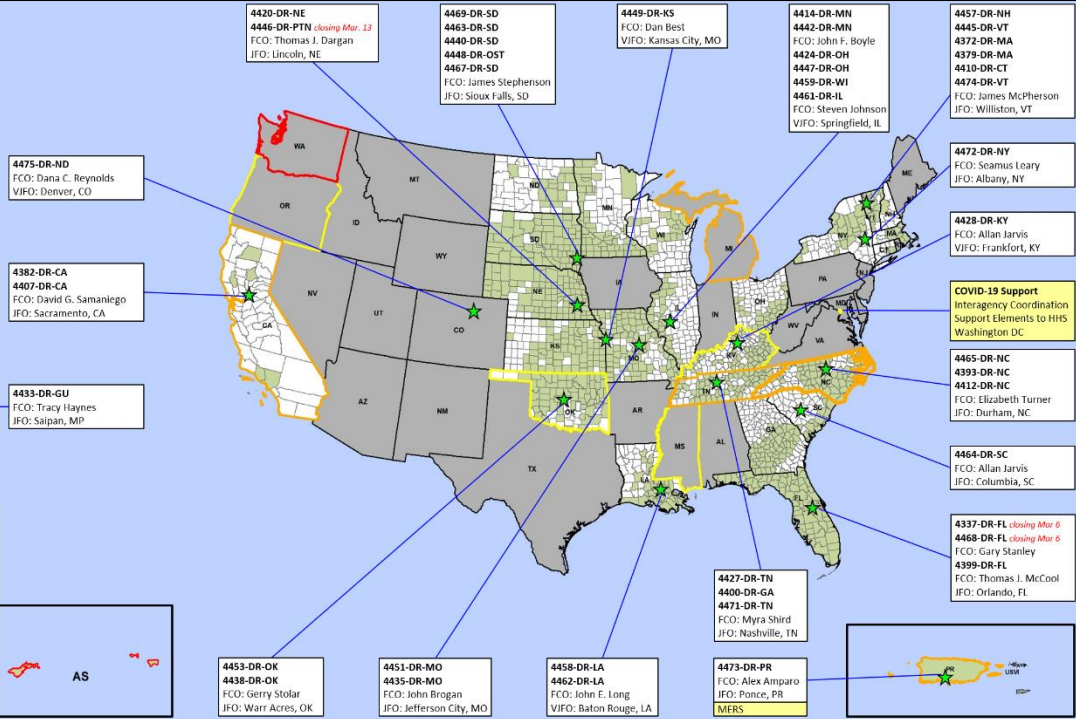 4420-DR-NE
4446-DR-PTN closing Mar. 13
FCO: Thomas J. Dargan
JFO: Lincoln, NE
4469-DR-SD
4463-DR-SD
4440-DR-SD
4448-DR-OST
4467-DR-SD
FCO: James Stephenson
JFO: Sioux Falls, SD
4449-DR-KS
FCO: Dan Best
VJFO: Kansas City, MO
4414-DR-MN
4442-DR-MN
FCO: John F. Boyle
4424-DR-OH
4447-DR-OH
4459-DR-WI
4461-DR-IL
FCO: Steven Johnson
VJFO: Springfield, IL
4457-DR-NH
4445-DR-VT
4372-DR-MA
4379-DR-MA
4410-DR-CT
4474-DR-VT
FCO: James McPherson
JFO: Williston, VT
4475-DR-ND
FCO: Dana C. Reynolds
VJFO: Denver, CO
4472-DR-NY
FCO: Seamus Leary
JFO: Albany, NY
4428-DR-KY
FCO: Allan Jarvis
VJFO: Frankfort, KY
4382-DR-CA
4407-DR-CA
FCO: David G. Samaniego
JFO: Sacramento, CA
COVID-19 Support
Interagency Coordination
Support Elements to HHS
Washington DC
4465-DR-NC
4393-DR-NC
4412-DR-NC
FCO: Elizabeth Turner
JFO: Durham, NC
4433-DR-GU
FCO: Tracy Haynes
JFO: Saipan, MP
4464-DR-SC
FCO: Allan Jarvis
JFO: Columbia, SC
4337-DR-FL closing Mar 6
4468-DR-FL closing Mar 6
FCO: Gary Stanley
4399-DR-FL
FCO: Thomas J. McCool
JFO: Orlando, FL
4427-DR-TN
4400-DR-GA
4471-DR-TN
FCO: Myra Shird
JFO: Nashville, TN
4453-DR-OK
4438-DR-OK
FCO: Gerry Stolar
JFO: Warr Acres, OK
4451-DR-MO
4435-DR-MO
FCO: John Brogan
JFO: Jefferson City, MO
4458-DR-LA
4462-DR-LA
FCO: John E. Long
VJFO: Baton Rouge, LA
4473-DR-PR
FCO: Alex Amparo
JFO: Ponce, PR
MERS
WA
MT
ND
MN
ME
OR
ID
SD
WI
MI
NY
NH
MA
CT
WY
IA
PA
NJ
NE
OH
MD
NV
UT
CO
IN
WV
VA
CA
KS
MO
KY
AZ
NM
OK
AR
TN
NC
SC
MS
AL
GA
TX
LA
FL
AS
PR
USVI